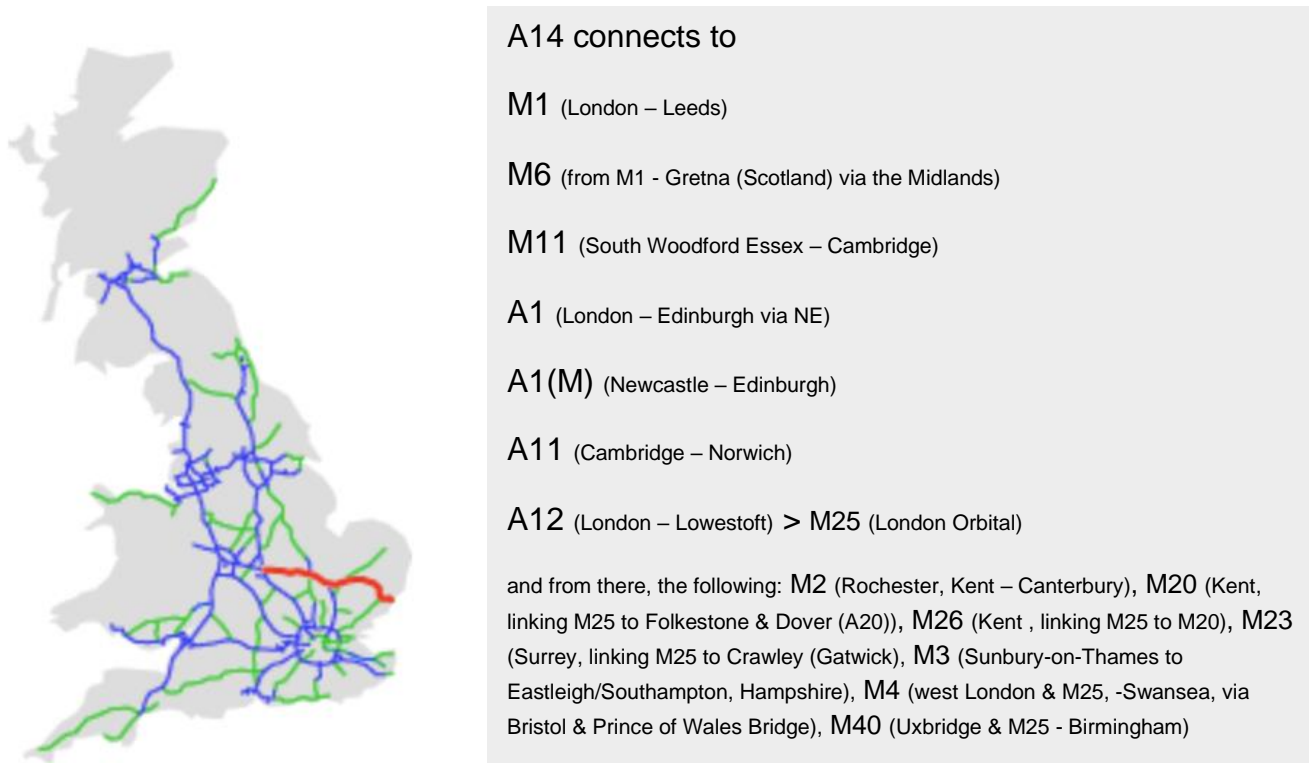 A14 connects to
M1 (London – Leeds)
M6 (from M1 - Gretna (Scotland) via the Midlands)
M11 (South Woodford Essex – Cambridge)
A1 (London – Edinburgh via NE)
A1(M) (Newcastle – Edinburgh)
A11 (Cambridge – Norwich)
A12 (London – Lowestoft) > M25 (London Orbital)
and from there, the following: M2 (Rochester, Kent – Canterbury), M20 (Kent,
linking M25 to Folkestone & Dover (A20)), M26 (Kent , linking M25 to M20), M23
(Surrey, linking M25 to Crawley (Gatwick), M3 (Sunbury-on-Thames to
Eastleigh/Southampton, Hampshire), M4 (west London & M25, -Swansea, via
Bristol & Prince of Wales Bridge), M40 (Uxbridge & M25 - Birmingham)